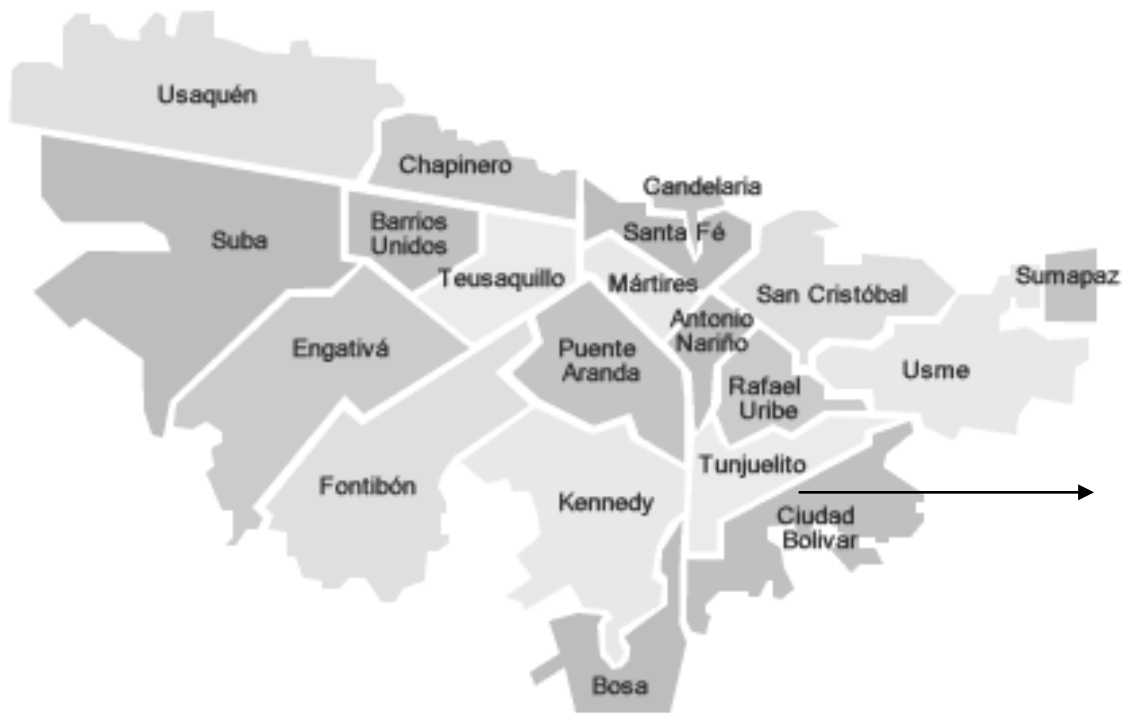 Usaquén
Chapinero
Candelaria
Suba
Barrios
Unidos
Santa Fé
Teusaquillo
Mártires
San Cristóbal
Sumapaz
Engativá
Puente
Aranda
Antonio
Nariño
Usme
Rafael
Uribe
Fontibón
Kennedy
Tunjuelito
Ciudad
Bolivar
Bosa